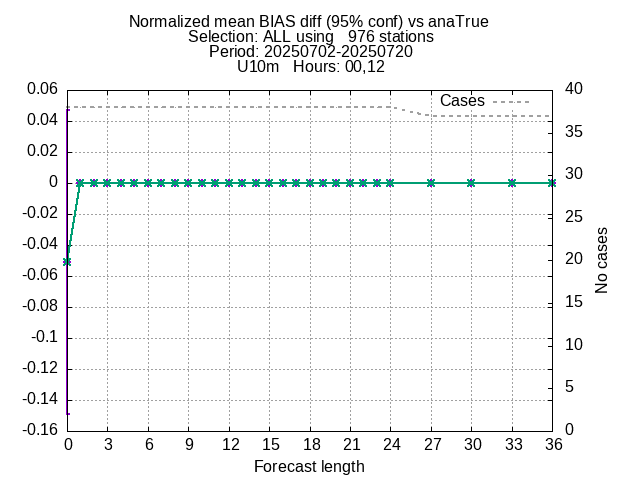 Normalized mean BIAS diff (95% conf) vs anaTrue
Selection: ALL using   976 stations
Period: 20250702-20250720
U10m   Hours: 00,12
Cases
0.06
0.04
0.02
0
-0.02
-0.04
-0.06
-0.08
-0.1
-0.12
-0.14
-0.16
40
35
30
25
20
15
10
5
0
No cases
0 3 6 9 12 15 18 21 24 27 30 33 36
Forecast length